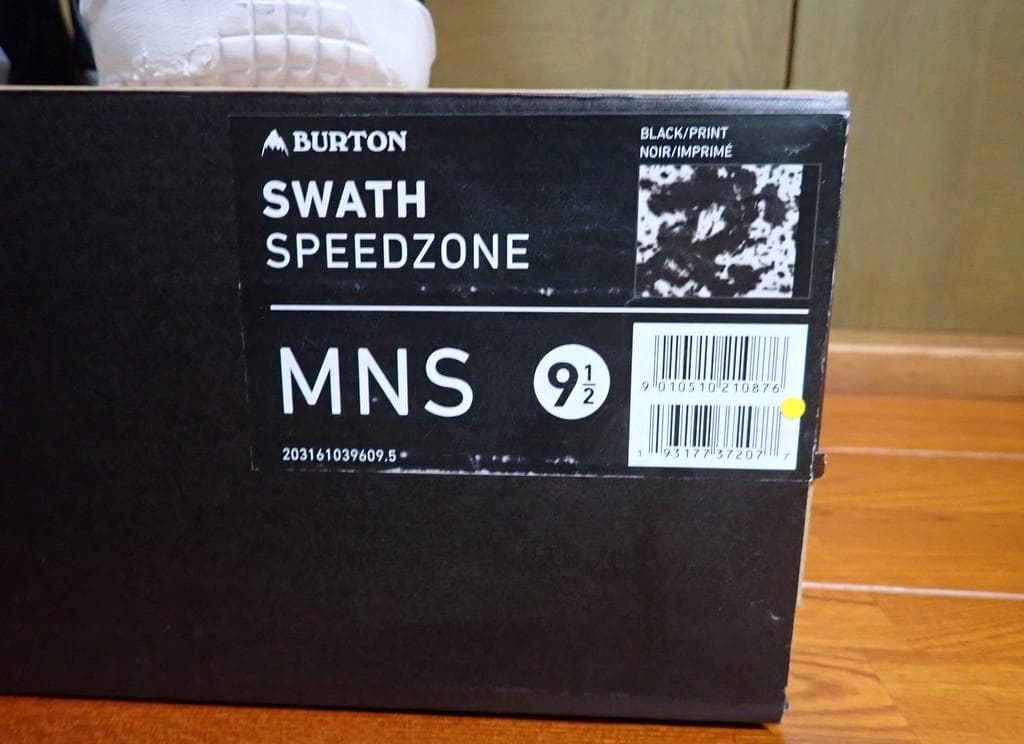 BURTON
SWATH
SPEEDZONE
BLACK/PRINT
NOIR/IMPRIMÉ
MNS
9 1/2
9 010510 210876
1 93177 37207 7
203161039609.5